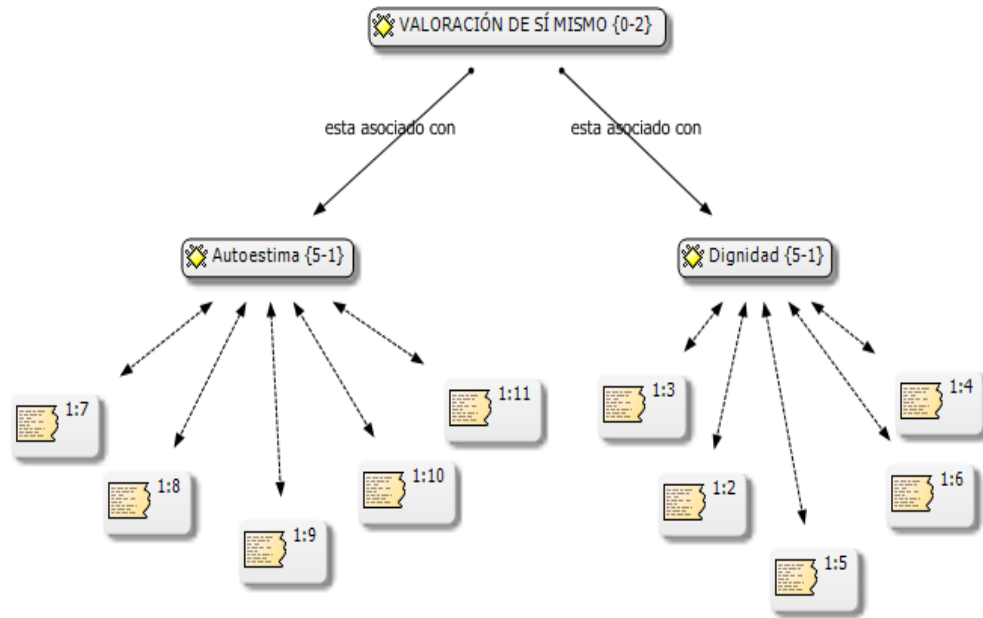 VALORACIÓN DE SÍ MISMO {0-2}
esta asociado con
esta asociado con
Autoestima {5-1}
Dignidad {5-1}
1:7
1:8
1:9
1:10
1:11
1:3
1:2
1:5
1:6
1:4